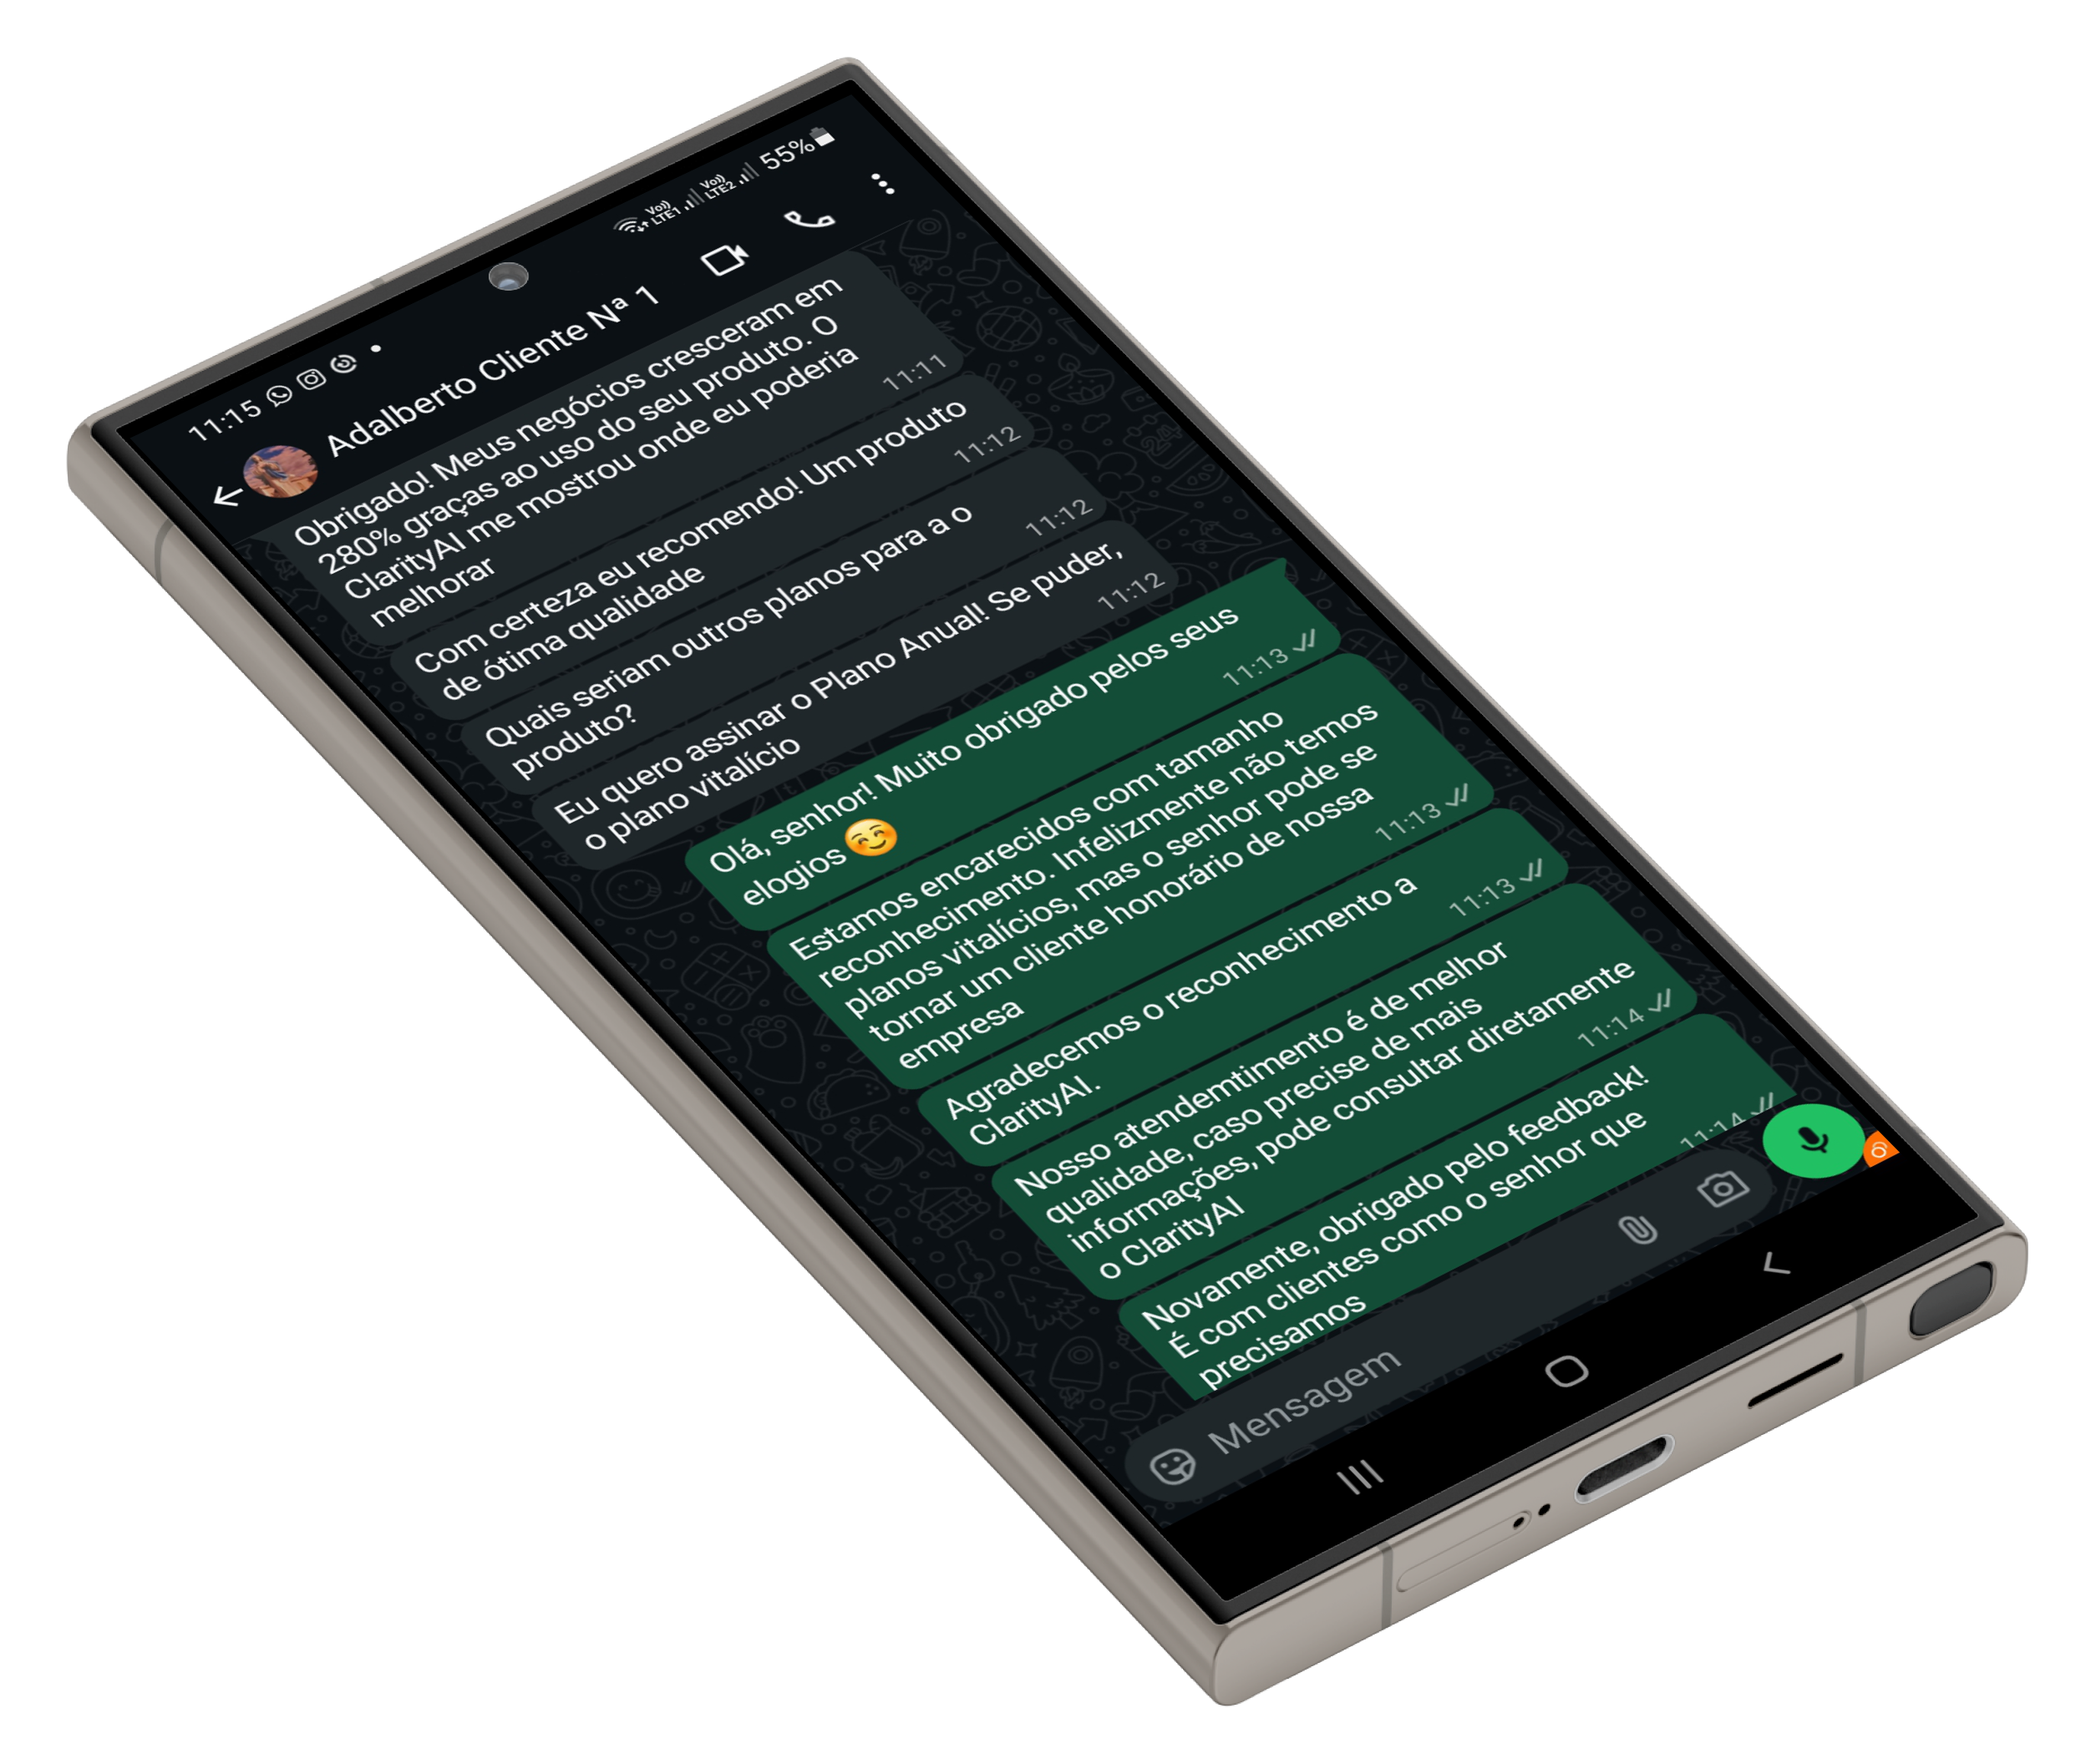 11:15
Vo)) LTE1 Vo)) LTE2 55%
Adalberto Cliente Nª 1
Obrigado! Meus negócios cresceram em
280% graças ao uso do seu produto. O
ClarityAI me mostrou onde eu poderia
melhorar
11:11
Com certeza eu recomendo! Um produto
de ótima qualidade
11:12
Quais seriam outros planos para a o
produto?
11:12
Eu quero assinar o Plano Anual! Se puder,
o plano vitalício
11:12
Olá, senhor! Muito obrigado pelos seus
elogios
11:13
Estamos encarecidos com tamanho
reconhecimento. Infelizmente não temos
planos vitalícios, mas o senhor pode se
tornar um cliente honorário de nossa
empresa
11:13
Agradecemos o reconhecimento a
ClarityAI.
11:13
Nosso atendemtimento é de melhor
qualidade, caso precise de mais
informações, pode consultar diretamente
o ClarityAI
11:14
Novamente, obrigado pelo feedback!
É com clientes como o senhor que
precisamos
11:14
Mensagem